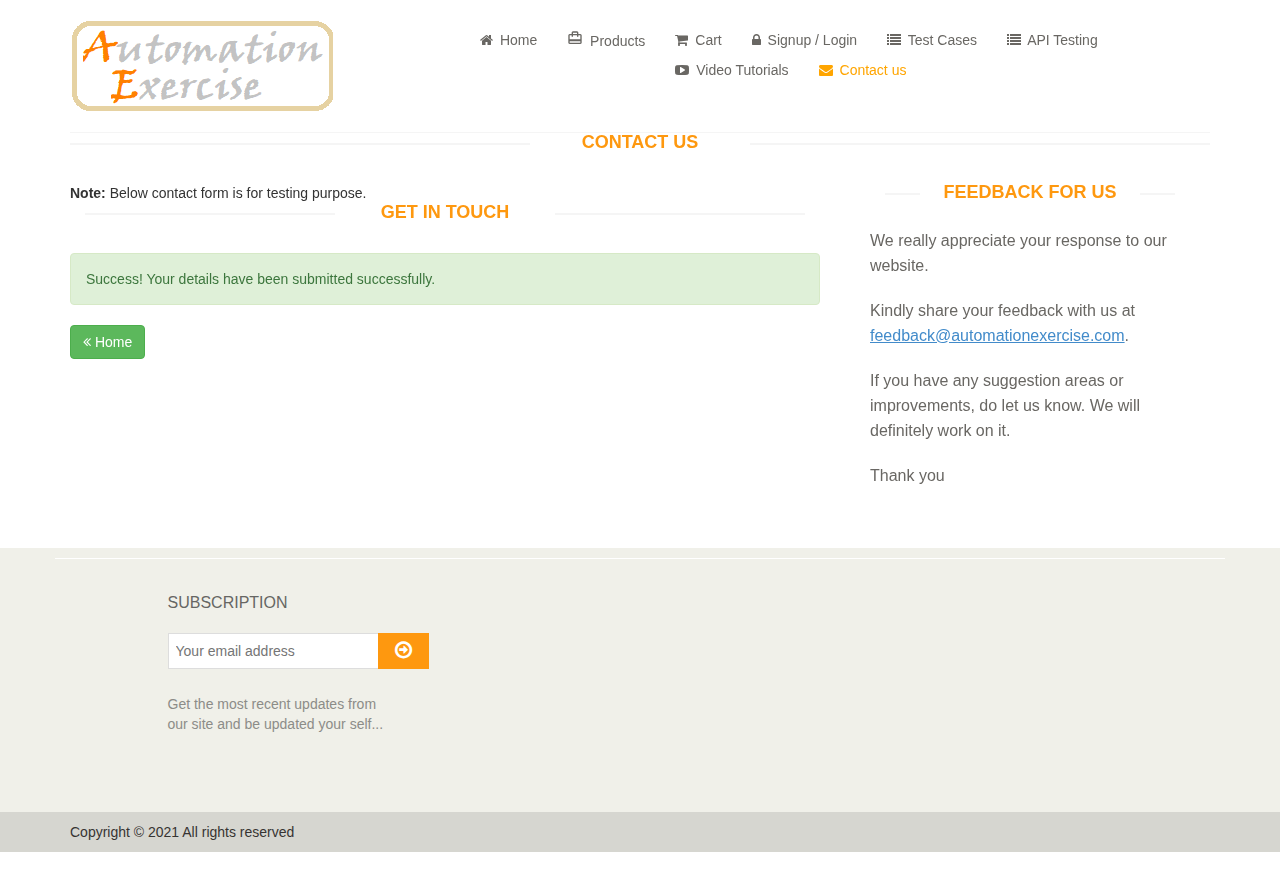 Automation
Exercise
Home
Products
Cart
Signup / Login
Test Cases
API Testing
Video Tutorials
Contact us
CONTACT US
Note: Below contact form is for testing purpose.
GET IN TOUCH
Success! Your details have been submitted successfully.
Home
FEEDBACK FOR US
We really appreciate your response to our
website.
Kindly share your feedback with us at
feedback@automationexercise.com.
If you have any suggestion areas or
improvements, do let us know. We will
definitely work on it.
Thank you
SUBSCRIPTION
Your email address
Get the most recent updates from
our site and be updated your self...
Copyright © 2021 All rights reserved